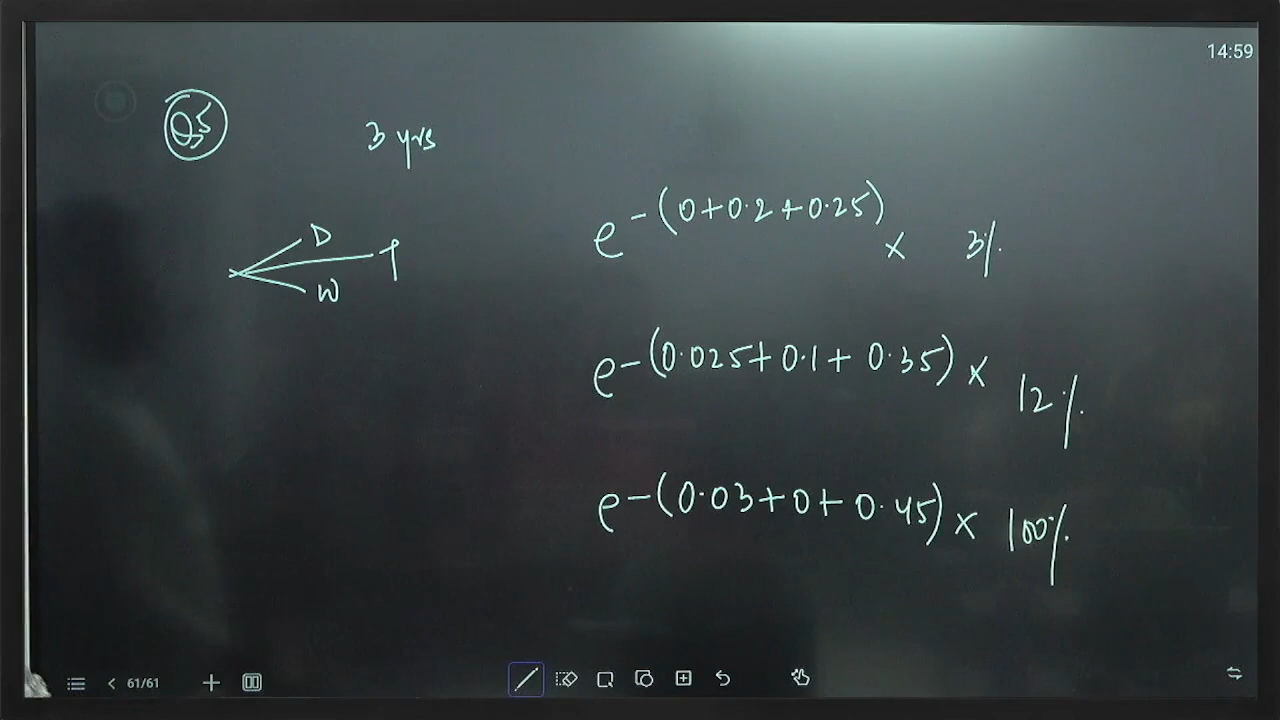 14:59
Q5
3 yrs
e^-(0+0.2+0.25) × 3%
D
W
e^-(0.025+0.1+0.35) × 12%
e^-(0.03+0+0.45) × 100%
61/61